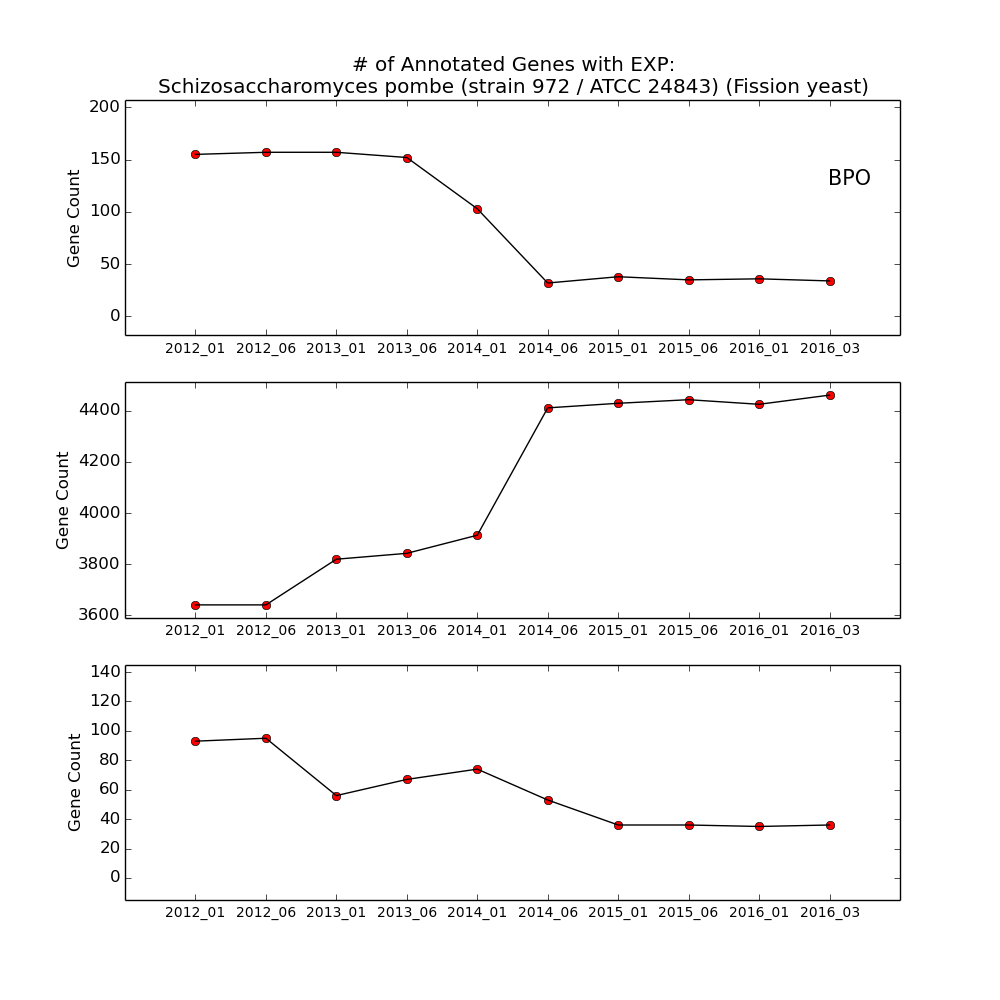 # of Annotated Genes with EXP:
Schizosaccharomyces pombe (strain 972 / ATCC 24843) (Fission yeast)
200
150
100
50
0
Gene Count
BPO
2012_01 2012_06 2013_01 2013_06 2014_01 2014_06 2015_01 2015_06 2016_01 2016_03
4400
4200
4000
3800
3600
Gene Count
2012_01 2012_06 2013_01 2013_06 2014_01 2014_06 2015_01 2015_06 2016_01 2016_03
140
120
100
80
60
40
20
0
Gene Count
2012_01 2012_06 2013_01 2013_06 2014_01 2014_06 2015_01 2015_06 2016_01 2016_03